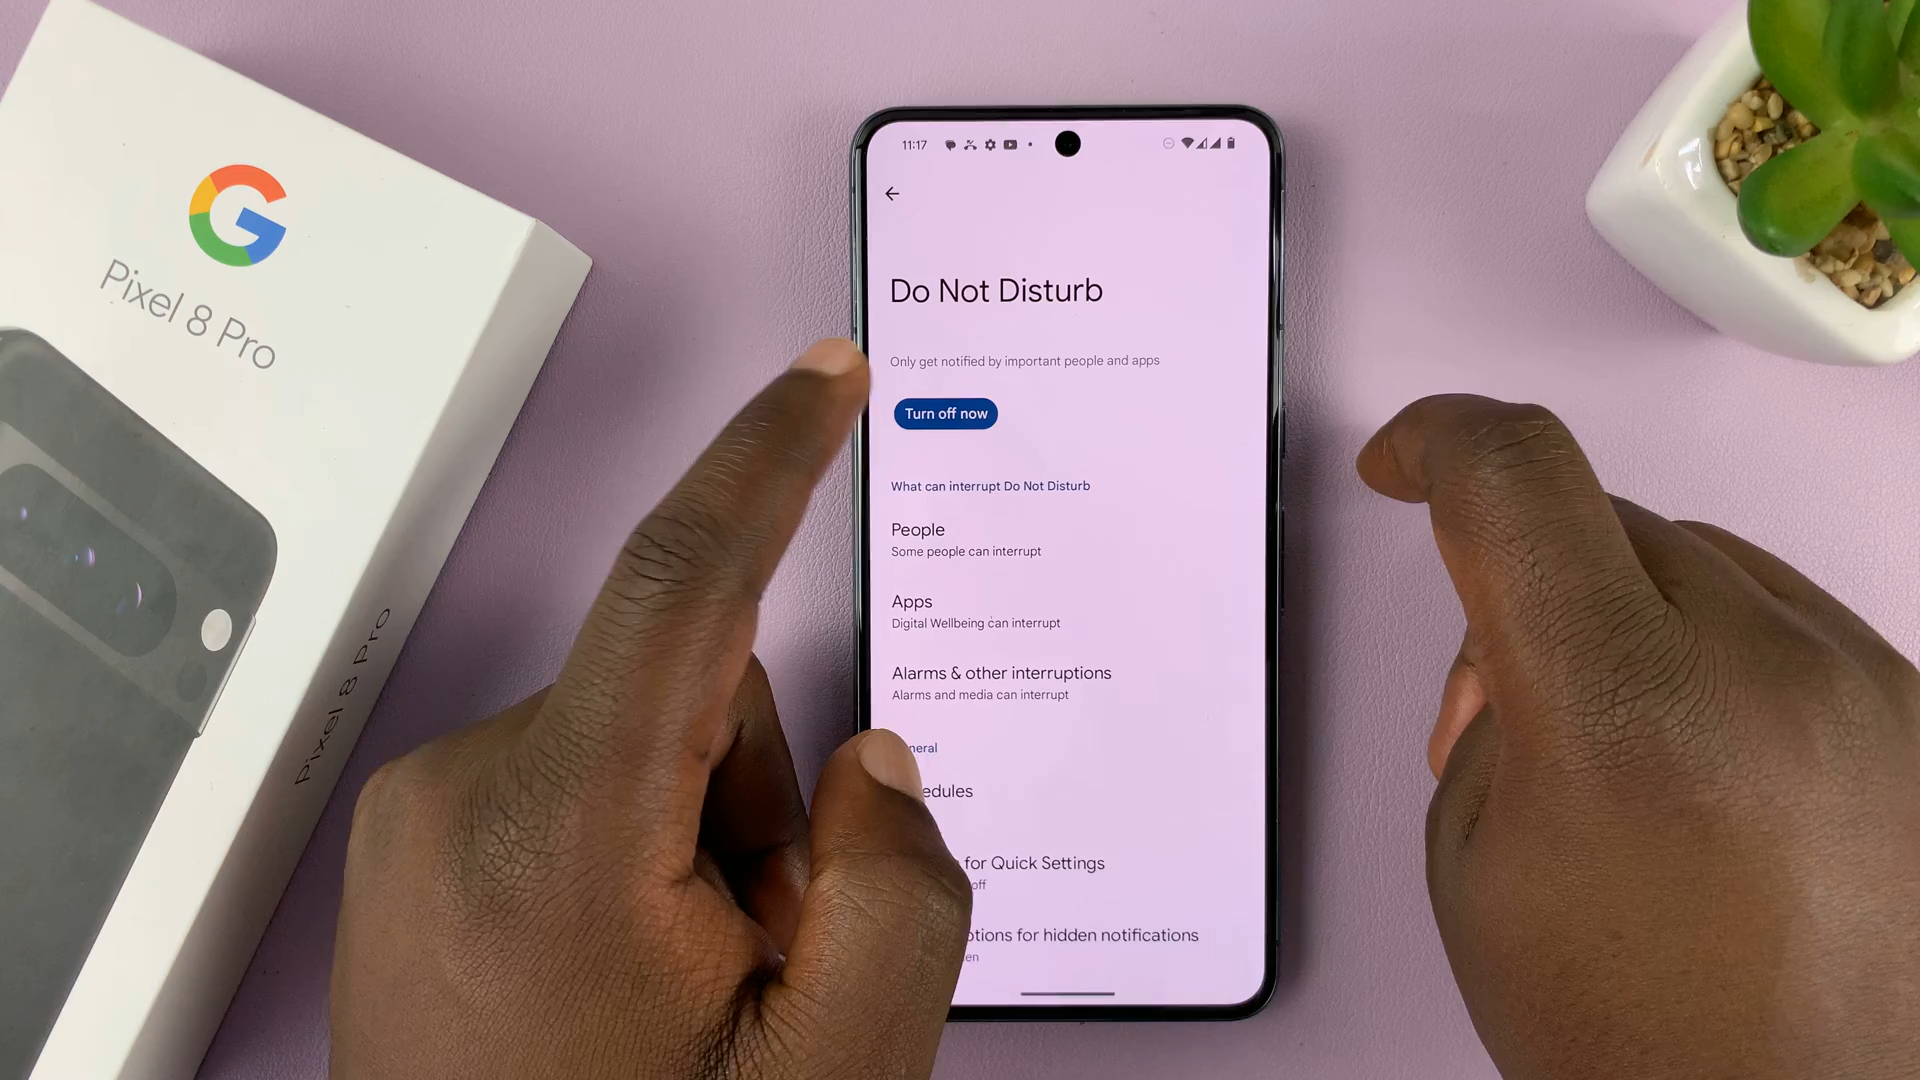 Pixel 8 Pro
Pixel 8 Pro
11:17
Do Not Disturb
Only get notified by important people and apps
Turn off now
What can interrupt Do Not Disturb
People
Some people can interrupt
Apps
Digital Wellbeing can interrupt
Alarms & other interruptions
Alarms and media can interrupt
neral
edules
for Quick Settings
off
otions for hidden notifications
en